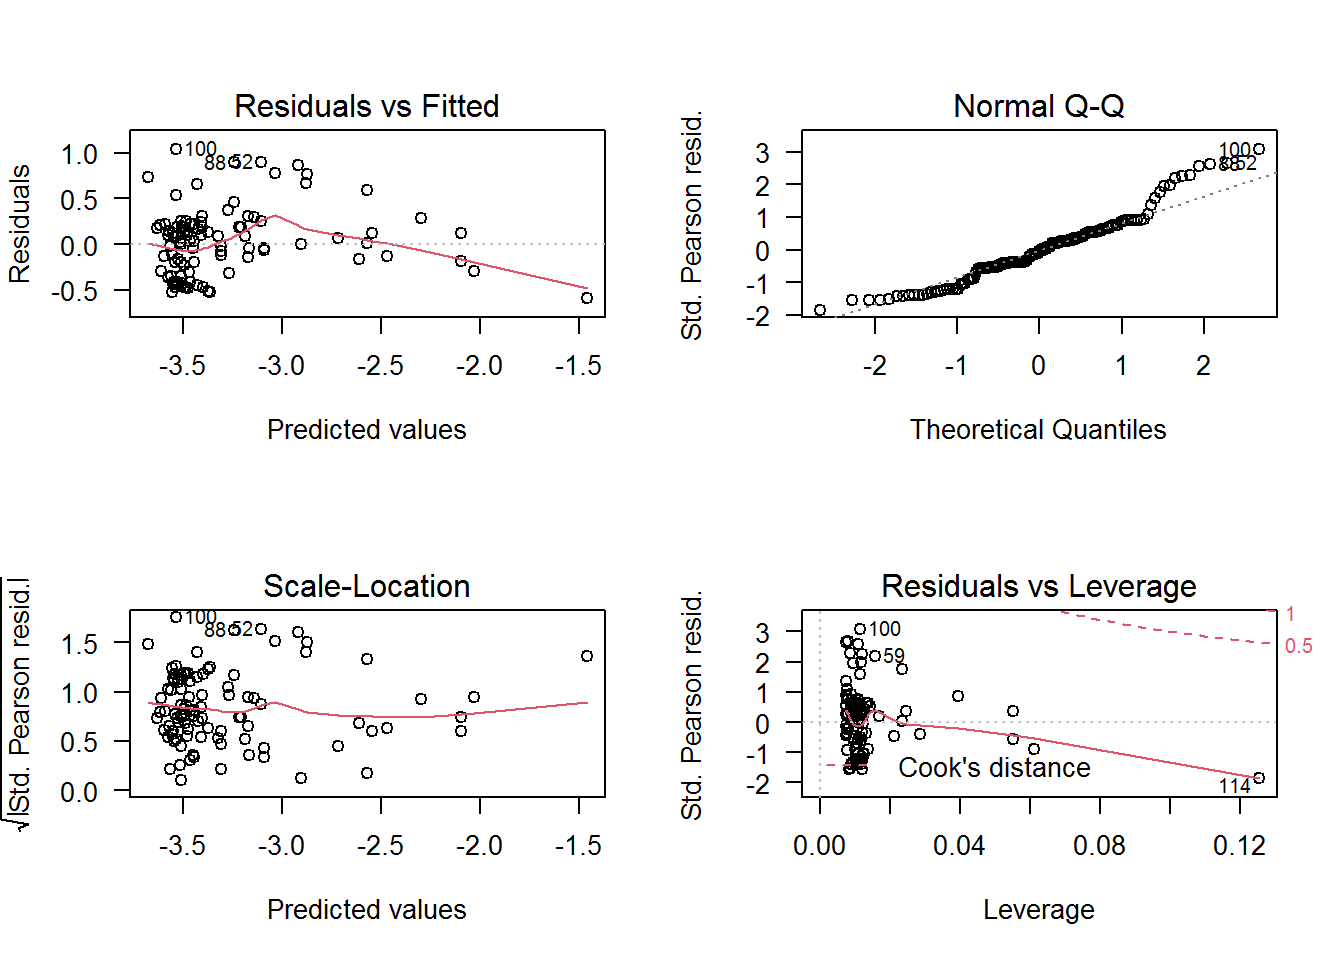 Residuals vs Fitted
Residuals
1.0
0.5
0.0
-0.5
100
88
52
-3.5 -3.0 -2.5 -2.0 -1.5
Predicted values
Normal Q-Q
Std. Pearson resid.
3
2
1
0
-1
-2
100
88
52
-2 -1 0 1 2
Theoretical Quantiles
Scale-Location
√|Std. Pearson resid.|
1.5
1.0
0.5
0.0
100
88
52
-3.5 -3.0 -2.5 -2.0 -1.5
Predicted values
Residuals vs Leverage
Std. Pearson resid.
3
2
1
0
-1
-2
100
59
1
0.5
Cook's distance
114
0.00 0.04 0.08 0.12
Leverage